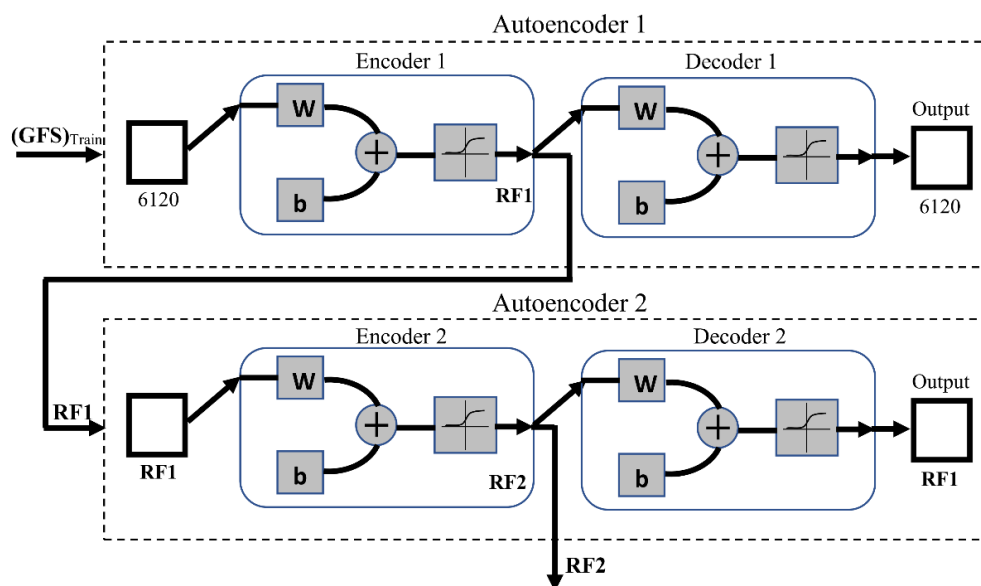 Autoencoder 1
Encoder 1
Decoder 1
(GFS)Train
W
b
+
RF1
W
b
+
Output
6120
6120
Autoencoder 2
Encoder 2
Decoder 2
RF1
W
b
+
RF2
W
b
+
Output
RF1
RF1
RF2